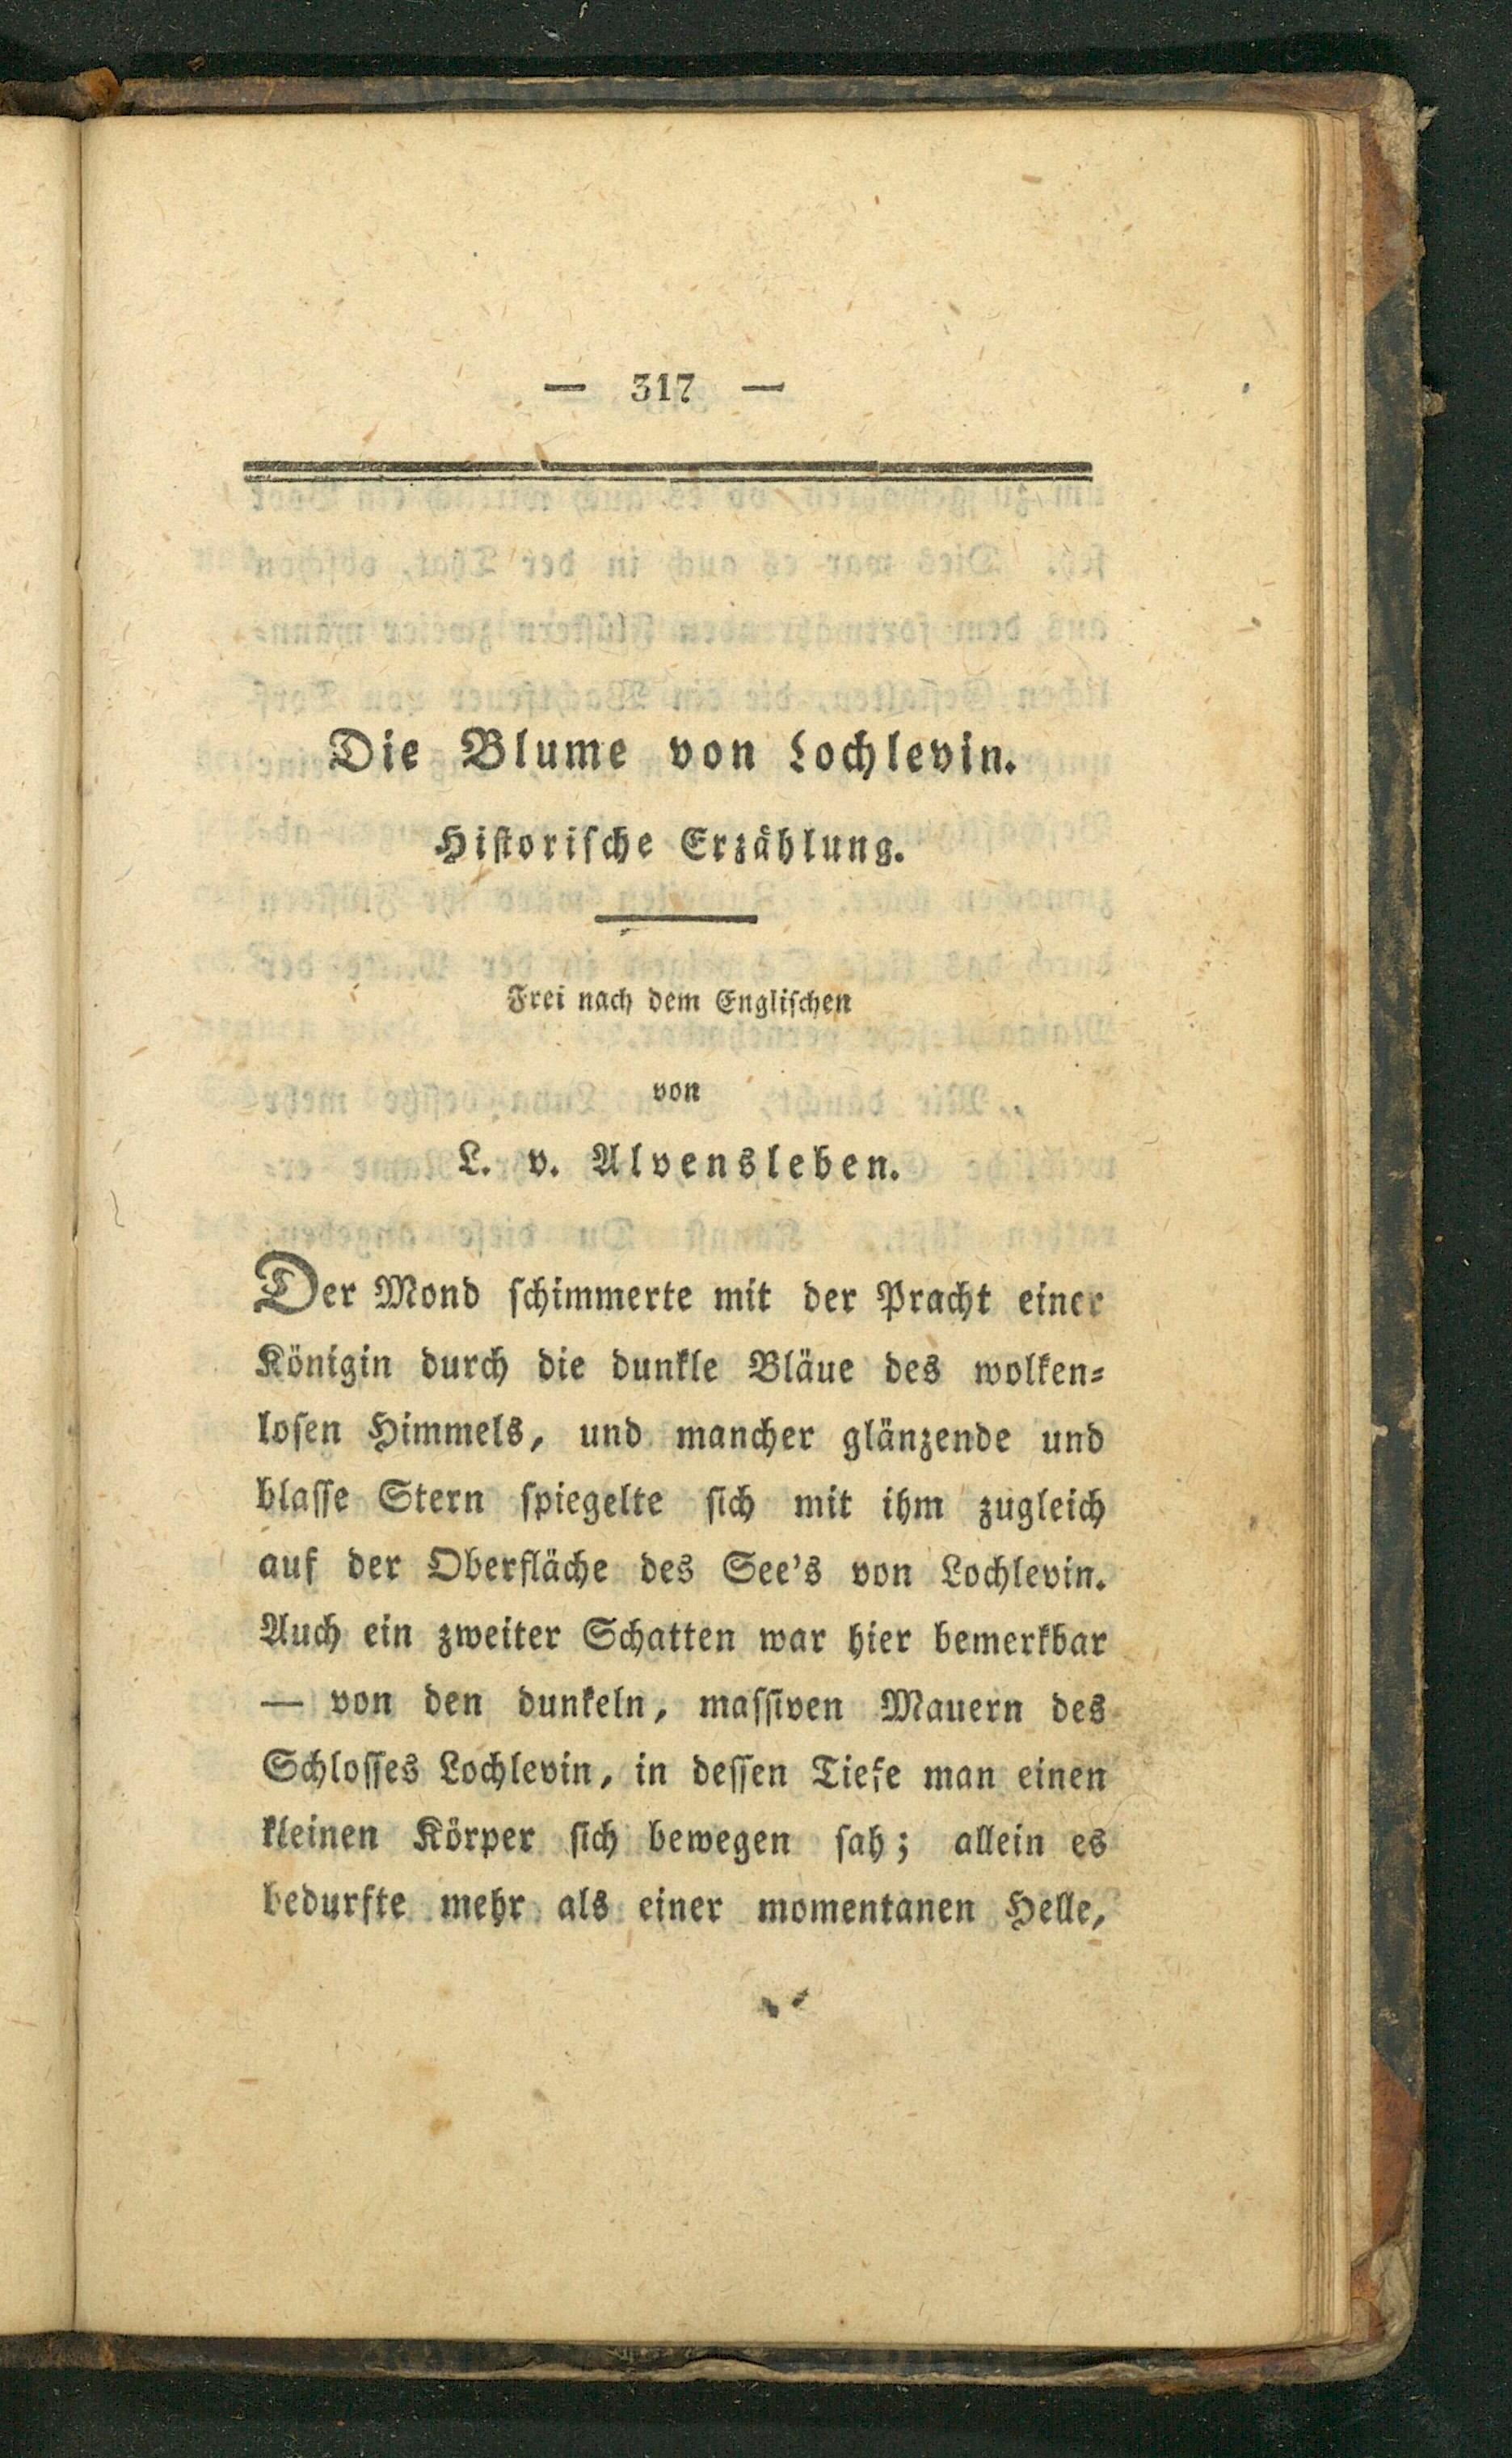 — 317 —
Die Blume von Lochlevin.
Hiſtoriſche Erzählung.
Frei nach dem Engliſchen
von
L. v. Alvensleben.
Der Mond ſchimmerte mit der Pracht einer
Königin durch die dunkle Bläue des wolken⸗
loſen Himmels, und mancher glänzende und
blaſſe Stern ſpiegelte ſich mit ihm zugleich
auf der Oberfläche des See's von Lochlevin.
Auch ein zweiter Schatten war hier bemerkbar
— von den dunkeln, maſſiven Mauern des
Schloſſes Lochlevin, in deſſen Tiefe man einen
kleinen Körper ſich bewegen ſah; allein es
bedurfte mehr als einer momentanen Helle,